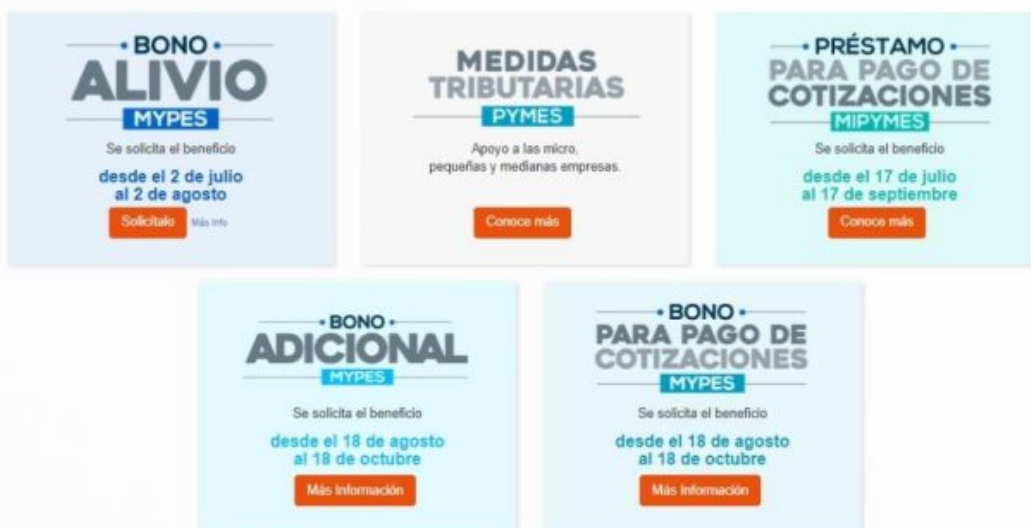 • BONO •
ALIVIO
MYPES
Se solicita el beneficio
desde el 2 de julio
al 2 de agosto
Solicítalo Más Info
MEDIDAS
TRIBUTARIAS
PYMES
Apoyo a las micro,
pequeñas y medianas empresas.
Conoce más
• PRÉSTAMO •
PARA PAGO DE
COTIZACIONES
MIPYMES
Se solicita el beneficio
desde el 17 de julio
al 17 de septiembre
Conoce más
• BONO •
ADICIONAL
MYPES
Se solicita el beneficio
desde el 18 de agosto
al 18 de octubre
Más Información
• BONO •
PARA PAGO DE
COTIZACIONES
MYPES
Se solicita el beneficio
desde el 18 de agosto
al 18 de octubre
Más Información